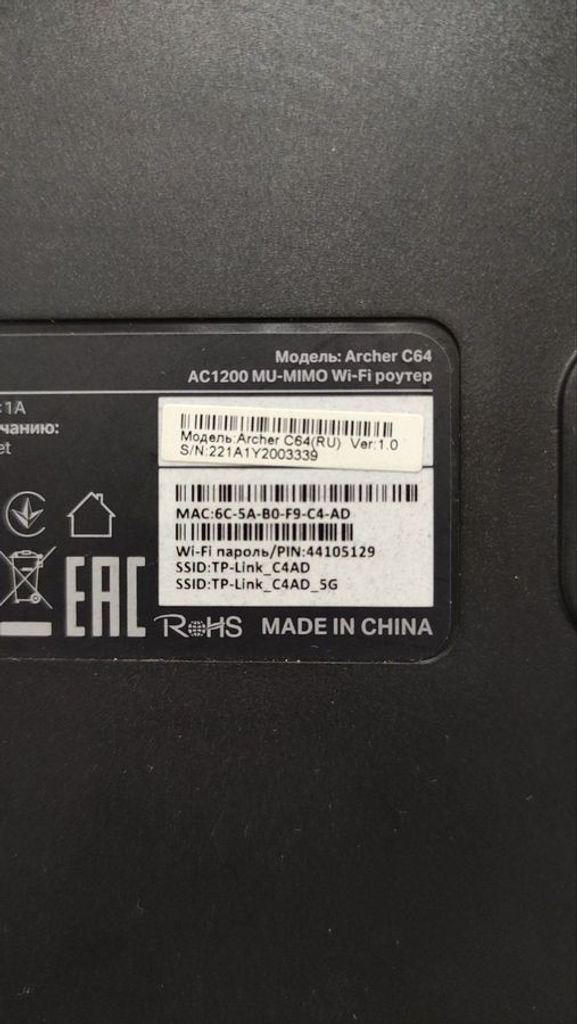 Модель: Archer C64
AC1200 MU-MIMO Wi-Fi роутер
1A
Модель:Archer C64(RU) Ver:1.0
S/N:221A1Y2003339
MAC:6C-5A-B0-F9-C4-AD
Wi-Fi пароль/PIN:44105129
SSID:TP-Link_C4AD
SSID:TP-Link_C4AD_5G
EAC
RoHS MADE IN CHINA